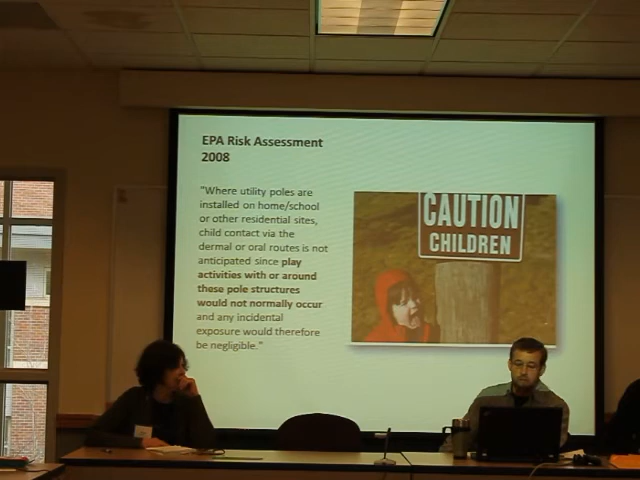 EPA Risk Assessment
2008
"Where utility poles are
installed on home/school
or other residential sites,
child contact via the
dermal or oral routes is not
anticipated since play
activities with or around
these pole structures
would not normally occur
and any incidental
exposure would therefore
be negligible."
CAUTION
CHILDREN